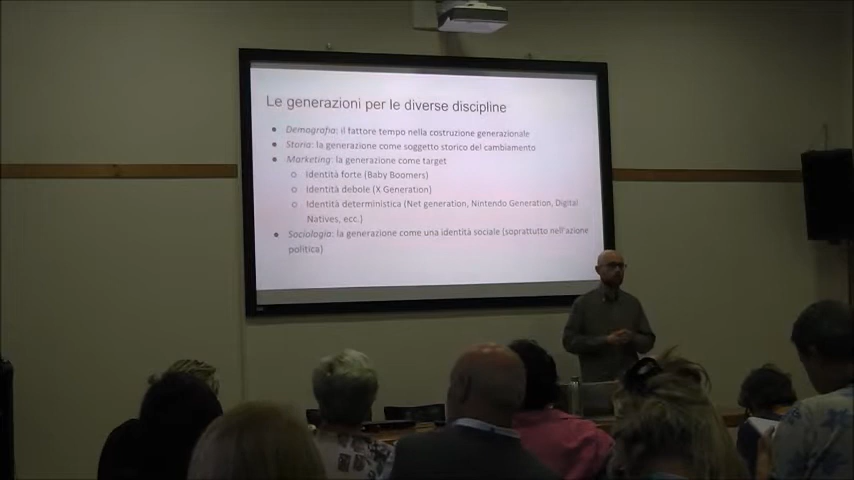 Le generazioni per le diverse discipline
● Demografia: il fattore tempo nella costruzione generazionale
● Storia: la generazione come soggetto storico del cambiamento
● Marketing: la generazione come target
○ Identità forte (Baby Boomers)
○ Identità debole (X Generation)
○ Identità deterministica (Net generation, Nintendo Generation, Digital
Natives, ecc.)
● Sociologia: la generazione come una identità sociale (soprattutto nell'azione
politica)